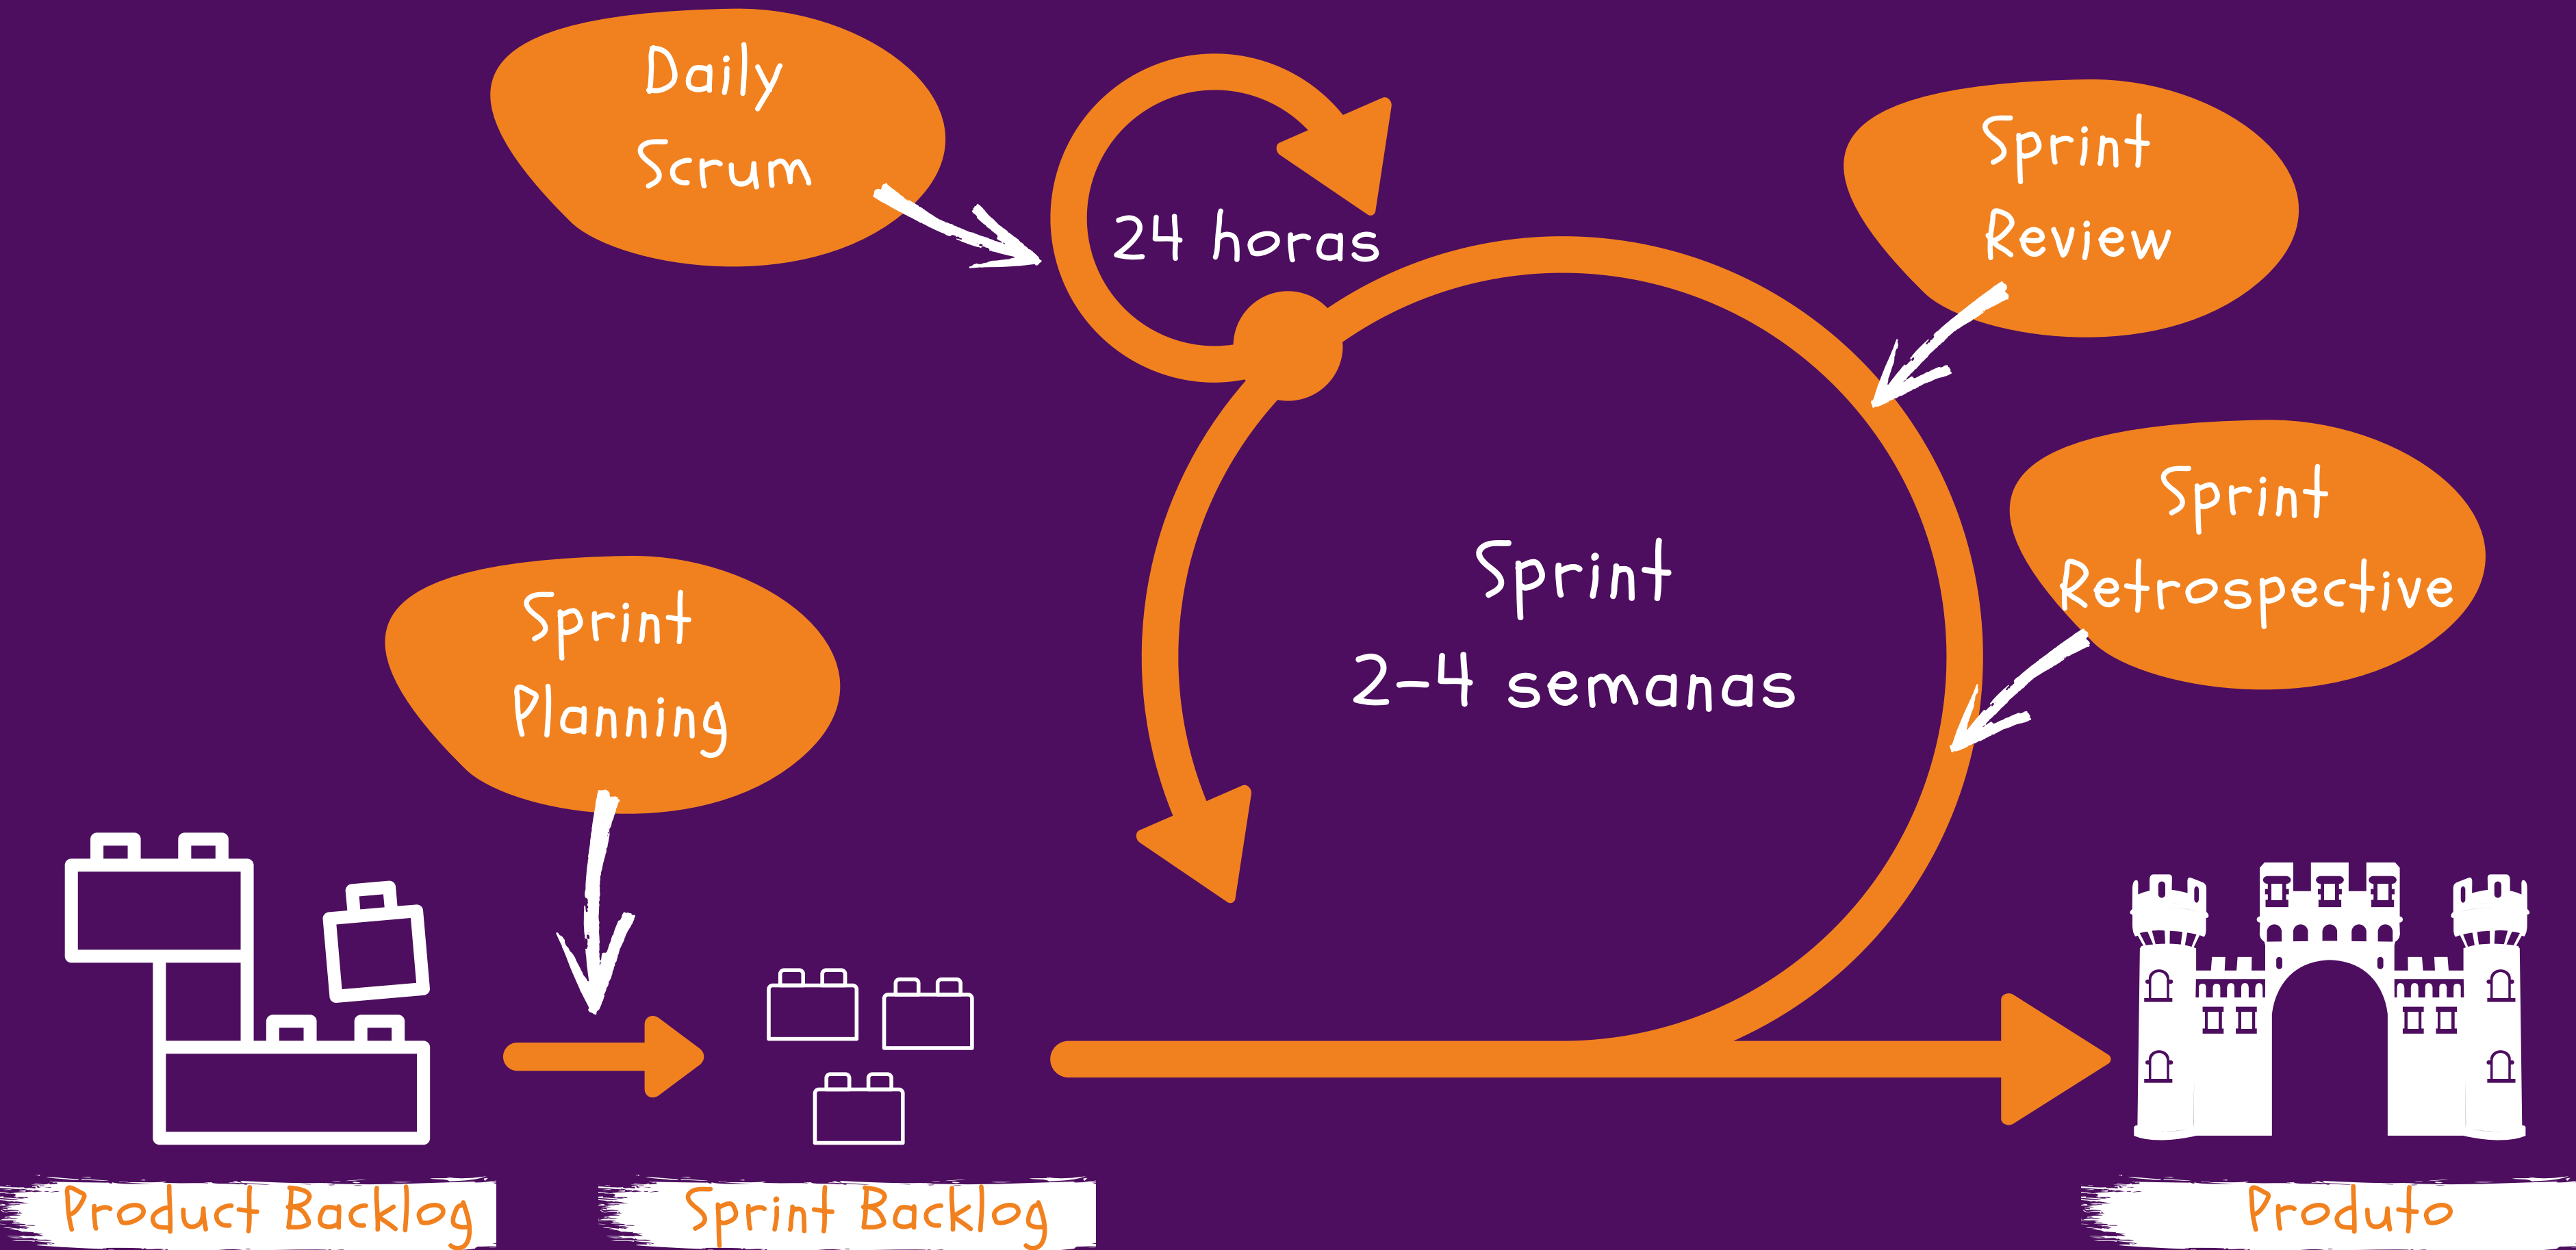 Daily
Scrum
24 horas
Sprint
Review
Sprint
Retrospective
Sprint
2-4 semanas
Sprint
Planning
Product Backlog
Sprint Backlog
Produto